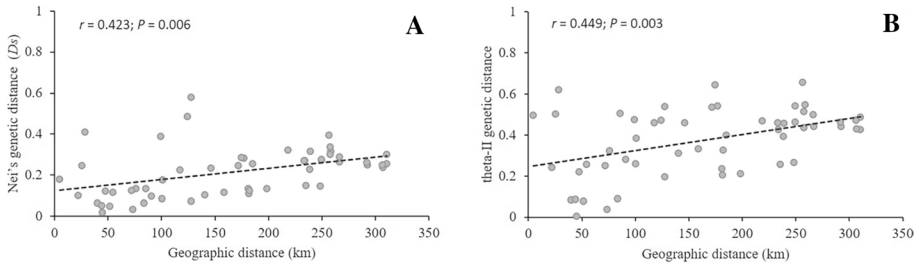 r = 0.423; P = 0.006
A
Nei's genetic distance (Ds)
1
0.8
0.6
0.4
0.2
0
0 50 100 150 200 250 300 350
Geographic distance (km)
r = 0.449; P = 0.003
B
theta-II genetic distance
1
0.8
0.6
0.4
0.2
0
0 50 100 150 200 250 300 350
Geographic distance (km)